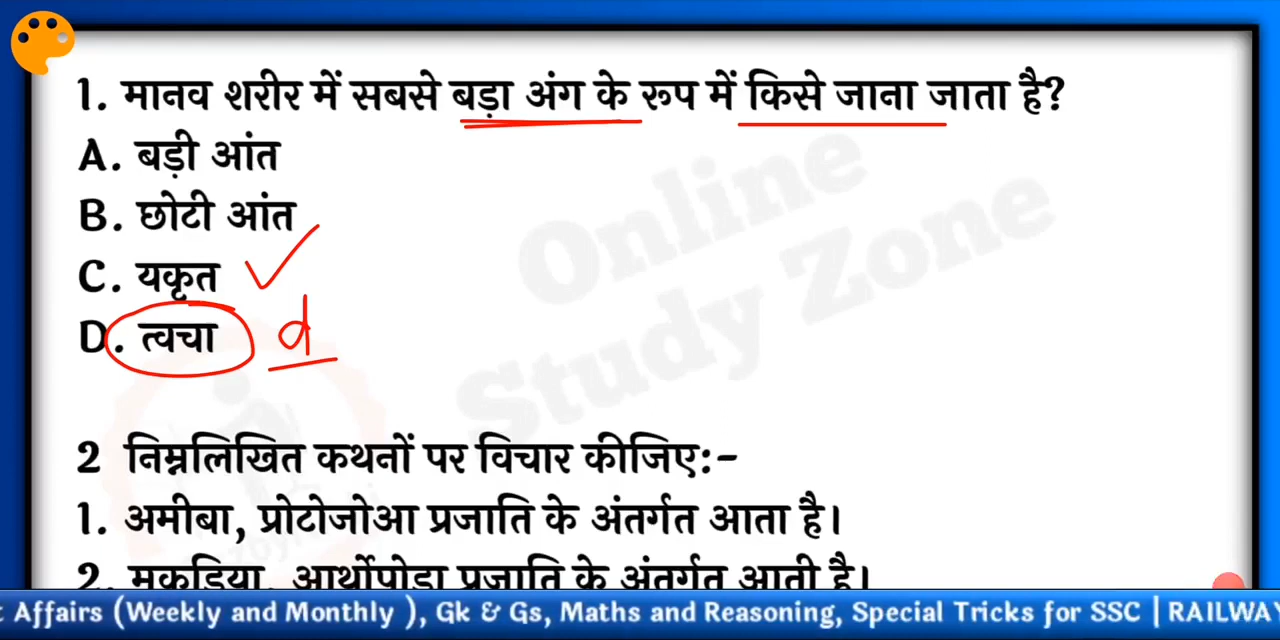 1. मानव शरीर में सबसे बड़ा अंग के रूप में किसे जाना जाता है?
A. बड़ी आंत
B. छोटी आंत
C. यकृत
D. त्वचा d
Online
Study Zone
2 निम्नलिखित कथनों पर विचार कीजिए:-
1. अमीबा, प्रोटोजोआ प्रजाति के अंतर्गत आता है।
2. मकड़िया, आर्थोपोडा प्रजाति के अंतर्गत आती है।
Affairs (Weekly and Monthly ), Gk & Gs, Maths and Reasoning, Special Tricks for SSC | RAILWAY